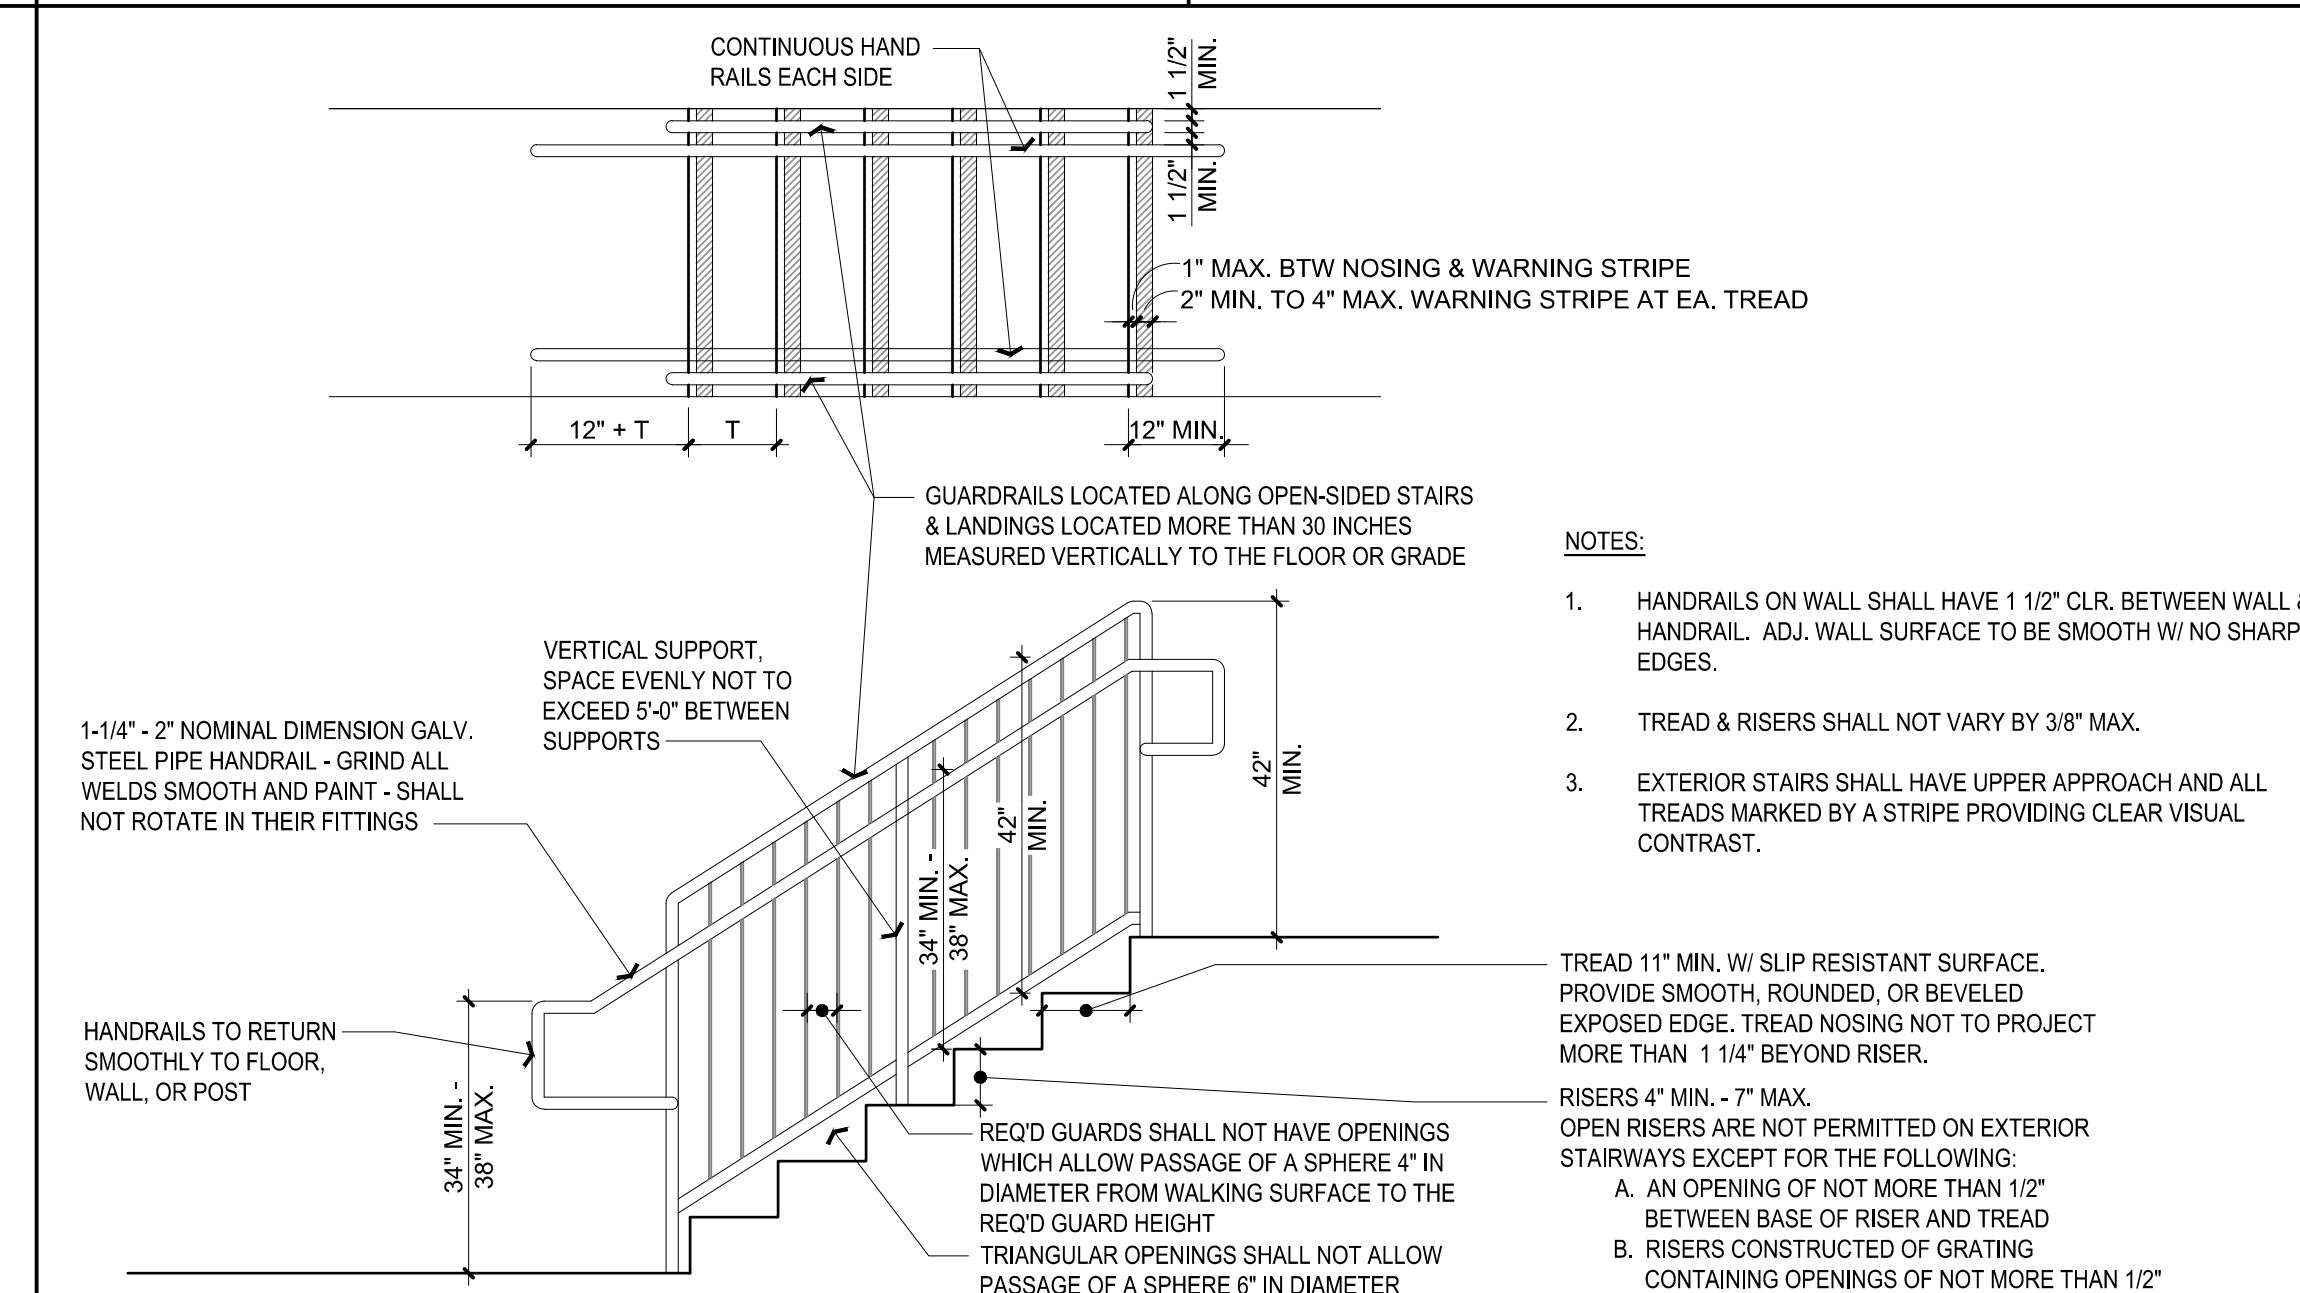 CONTINUOUS HAND
RAILS EACH SIDE
1 1/2"
MIN.
1 1/2"
MIN.
1" MAX. BTW NOSING & WARNING STRIPE
2" MIN. TO 4" MAX. WARNING STRIPE AT EA. TREAD
12" + T
T
12" MIN.
GUARDRAILS LOCATED ALONG OPEN-SIDED STAIRS
& LANDINGS LOCATED MORE THAN 30 INCHES
MEASURED VERTICALLY TO THE FLOOR OR GRADE
VERTICAL SUPPORT,
SPACE EVENLY NOT TO
EXCEED 5'-0" BETWEEN
SUPPORTS
1-1/4" - 2" NOMINAL DIMENSION GALV.
STEEL PIPE HANDRAIL - GRIND ALL
WELDS SMOOTH AND PAINT - SHALL
NOT ROTATE IN THEIR FITTINGS
HANDRAILS TO RETURN
SMOOTHLY TO FLOOR,
WALL, OR POST
34" MIN. -
38" MAX.
34" MIN. -
38" MAX.
42"
MIN.
42"
MIN.
REQ'D GUARDS SHALL NOT HAVE OPENINGS
WHICH ALLOW PASSAGE OF A SPHERE 4" IN
DIAMETER FROM WALKING SURFACE TO THE
REQ'D GUARD HEIGHT
TRIANGULAR OPENINGS SHALL NOT ALLOW
PASSAGE OF A SPHERE 6" IN DIAMETER
NOTES:
1. HANDRAILS ON WALL SHALL HAVE 1 1/2" CLR. BETWEEN WALL &
HANDRAIL. ADJ. WALL SURFACE TO BE SMOOTH W/ NO SHARP
EDGES.
2. TREAD & RISERS SHALL NOT VARY BY 3/8" MAX.
3. EXTERIOR STAIRS SHALL HAVE UPPER APPROACH AND ALL
TREADS MARKED BY A STRIPE PROVIDING CLEAR VISUAL
CONTRAST.
TREAD 11" MIN. W/ SLIP RESISTANT SURFACE.
PROVIDE SMOOTH, ROUNDED, OR BEVELED
EXPOSED EDGE. TREAD NOSING NOT TO PROJECT
MORE THAN 1 1/4" BEYOND RISER.
RISERS 4" MIN. - 7" MAX.
OPEN RISERS ARE NOT PERMITTED ON EXTERIOR
STAIRWAYS EXCEPT FOR THE FOLLOWING:
A. AN OPENING OF NOT MORE THAN 1/2"
BETWEEN BASE OF RISER AND TREAD
B. RISERS CONSTRUCTED OF GRATING
CONTAINING OPENINGS OF NOT MORE THAN 1/2"